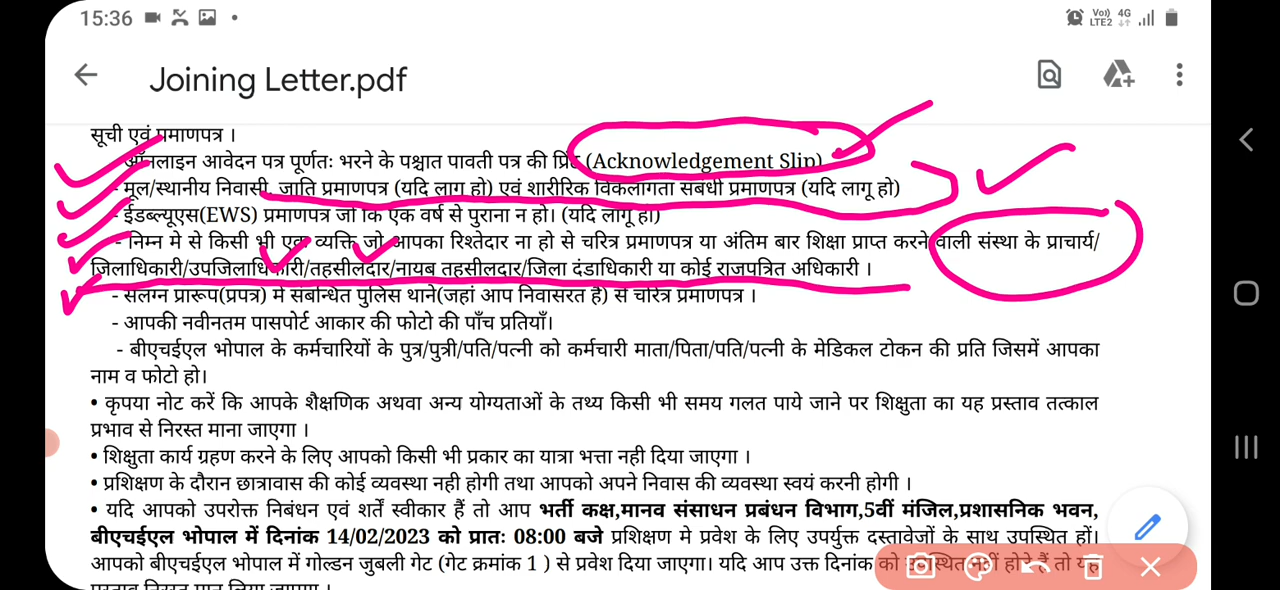 15:36
Vo)) 4G
LTE2
Joining Letter.pdf
सूची एवं प्रमाणपत्र ।
ऑनलाइन आवेदन पत्र पूर्णतः भरने के पश्चात पावती पत्र की प्रिंट (Acknowledgement Slip)
- मूल/स्थानीय निवासी, जाति प्रमाणपत्र (यदि लागू हो) एवं शारीरिक विकलांगता संबंधी प्रमाणपत्र (यदि लागू हो)
- ईडब्ल्यूएस(EWS) प्रमाणपत्र जो कि एक वर्ष से पुराना न हो। (यदि लागू हो)
- निम्न मे से किसी भी एक व्यक्ति जो आपका रिश्तेदार ना हो से चरित्र प्रमाणपत्र या अंतिम बार शिक्षा प्राप्त करने वाली संस्था के प्राचार्य/
जिलाधिकारी/उपजिलाधिकारी/तहसीलदार/नायब तहसीलदार/जिला दंडाधिकारी या कोई राजपत्रित अधिकारी ।
- संलग्न प्रारूप(प्रपत्र) में संबन्धित पुलिस थाने(जहां आप निवासरत है) से चरित्र प्रमाणपत्र ।
- आपकी नवीनतम पासपोर्ट आकार की फोटो की पाँच प्रतियाँ।
- बीएचईएल भोपाल के कर्मचारियों के पुत्र/पुत्री/पति/पत्नी को कर्मचारी माता/पिता/पति/पत्नी के मेडिकल टोकन की प्रति जिसमें आपका
नाम व फोटो हो।
• कृपया नोट करें कि आपके शैक्षणिक अथवा अन्य योग्यताओं के तथ्य किसी भी समय गलत पाये जाने पर शिक्षुता का यह प्रस्ताव तत्काल
प्रभाव से निरस्त माना जाएगा ।
• शिक्षुता कार्य ग्रहण करने के लिए आपको किसी भी प्रकार का यात्रा भत्ता नही दिया जाएगा ।
• प्रशिक्षण के दौरान छात्रावास की कोई व्यवस्था नही होगी तथा आपको अपने निवास की व्यवस्था स्वयं करनी होगी ।
• यदि आपको उपरोक्त निबंधन एवं शर्तें स्वीकार हैं तो आप भर्ती कक्ष,मानव संसाधन प्रबंधन विभाग,5वीं मंजिल,प्रशासनिक भवन,
बीएचईएल भोपाल में दिनांक 14/02/2023 को प्रातः 08:00 बजे प्रशिक्षण मे प्रवेश के लिए उपर्युक्त दस्तावेजों के साथ उपस्थित हों।
आपको बीएचईएल भोपाल में गोल्डन जुबली गेट (गेट क्रमांक 1 ) से प्रवेश दिया जाएगा। यदि आप उक्त दिनांक को उपस्थित नहीं होते हैं तो यह